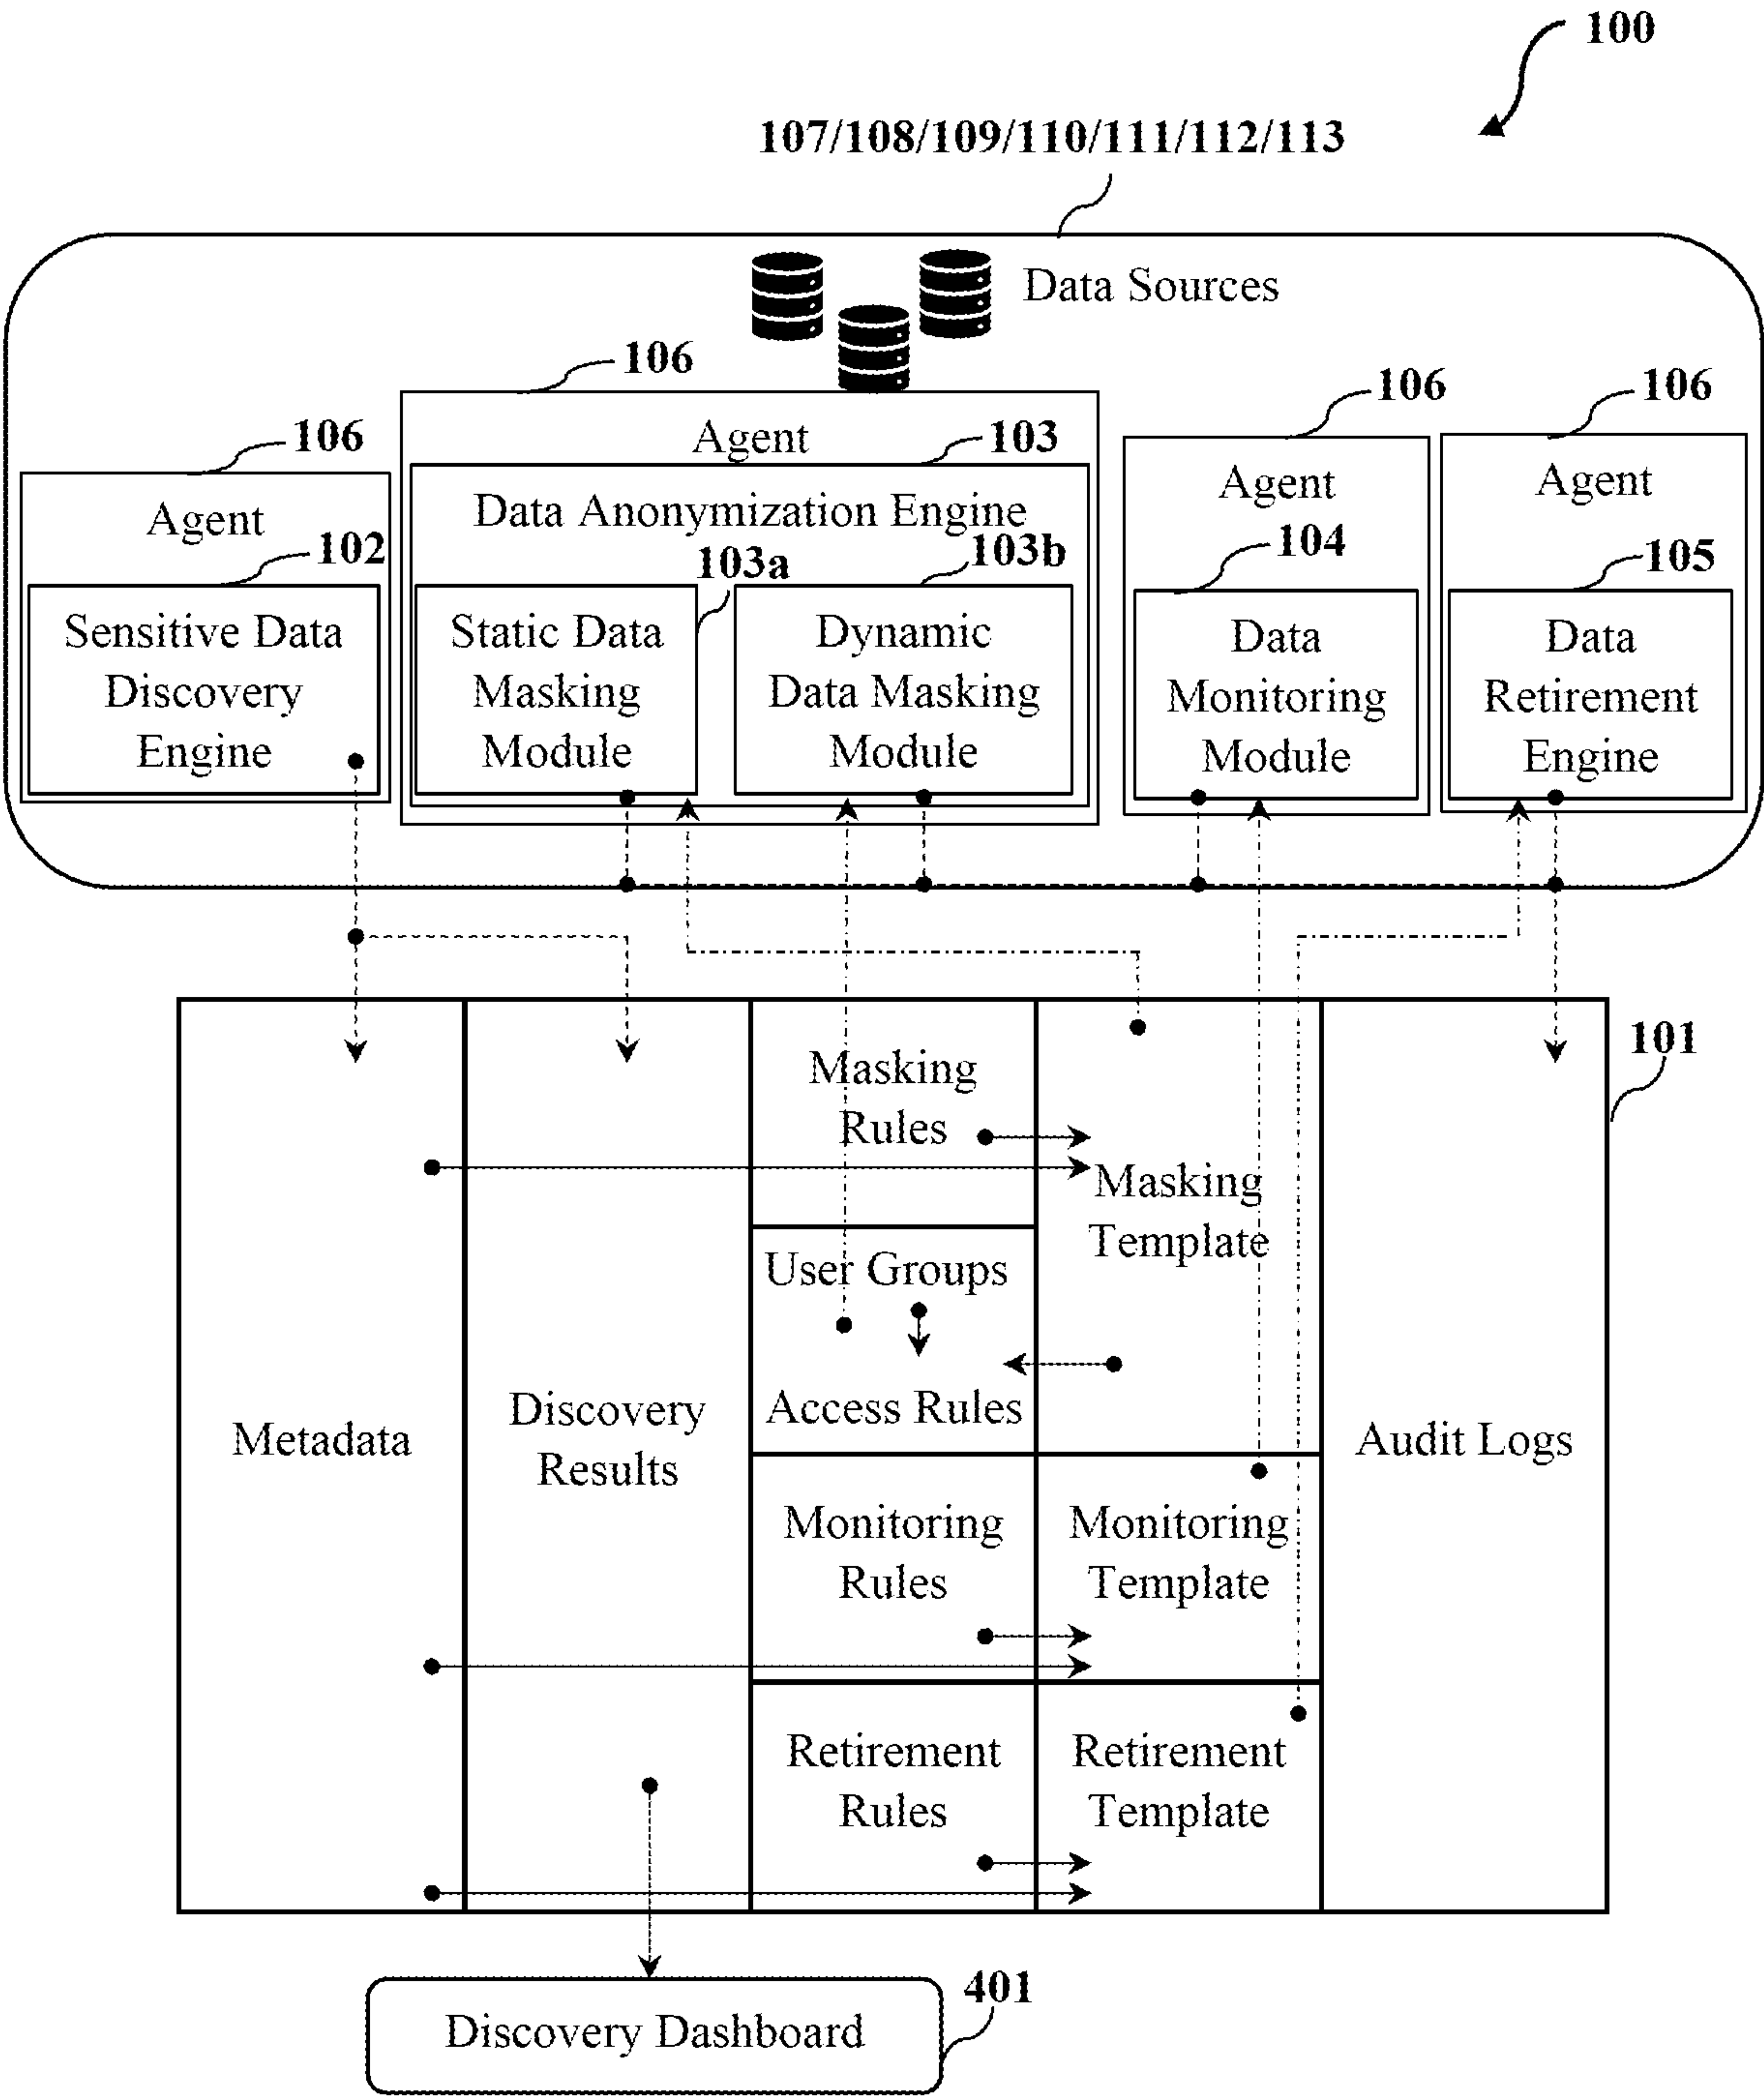 100
107/108/109/110/111/112/113
Data Sources
106
106
106
106
Agent
103
Agent
Agent
Agent
Data Anonymization Engine
102
103a
103b
104
105
Sensitive Data
Discovery
Engine
Static Data
Masking
Module
Dynamic
Data Masking
Module
Data
Monitoring
Module
Data
Retirement
Engine
101
Masking
Rules
Masking
Template
User Groups
Access Rules
Metadata
Discovery
Results
Audit Logs
Monitoring
Rules
Monitoring
Template
Retirement
Rules
Retirement
Template
401
Discovery Dashboard